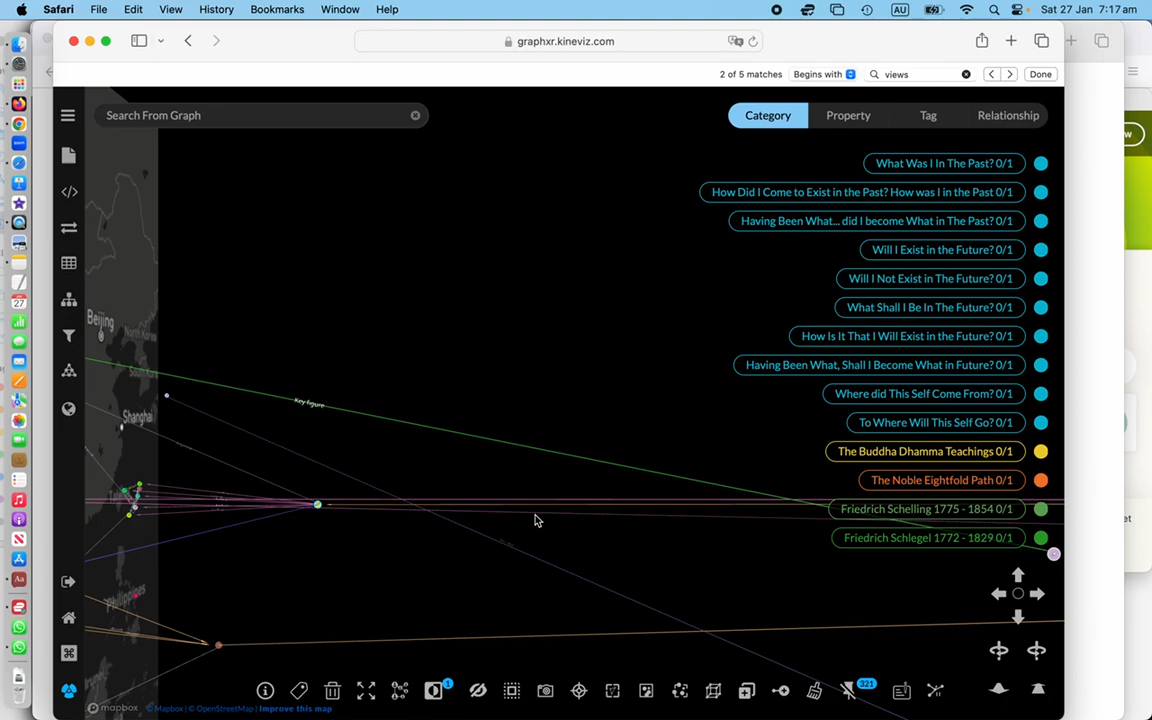 Safari File Edit View History Bookmarks Window Help
AU
Sat 27 Jan 7:17 am
graphxr.kineviz.com
2 of 5 matches
Begins with
views
Done
Search From Graph
Category
Property
Tag
Relationship
What Was I In The Past? 0/1
How Did I Come to Exist in the Past? How was I in the Past 0/1
Having Been What... did I become What in The Past? 0/1
Will I Exist in the Future? 0/1
Will I Not Exist in The Future? 0/1
What Shall I Be In The Future? 0/1
How Is It That I Will Exist in the Future? 0/1
Having Been What, Shall I Become What in Future? 0/1
Where did This Self Come From? 0/1
To Where Will This Self Go? 0/1
The Buddha Dhamma Teachings 0/1
The Noble Eightfold Path 0/1
Friedrich Schelling 1775 - 1854 0/1
Friedrich Schlegel 1772 - 1829 0/1
Beijing
North Korea
Shanghai
Key figure
Philippines
1
321
mapbox
© Mapbox | © OpenStreetMap | Improve this map